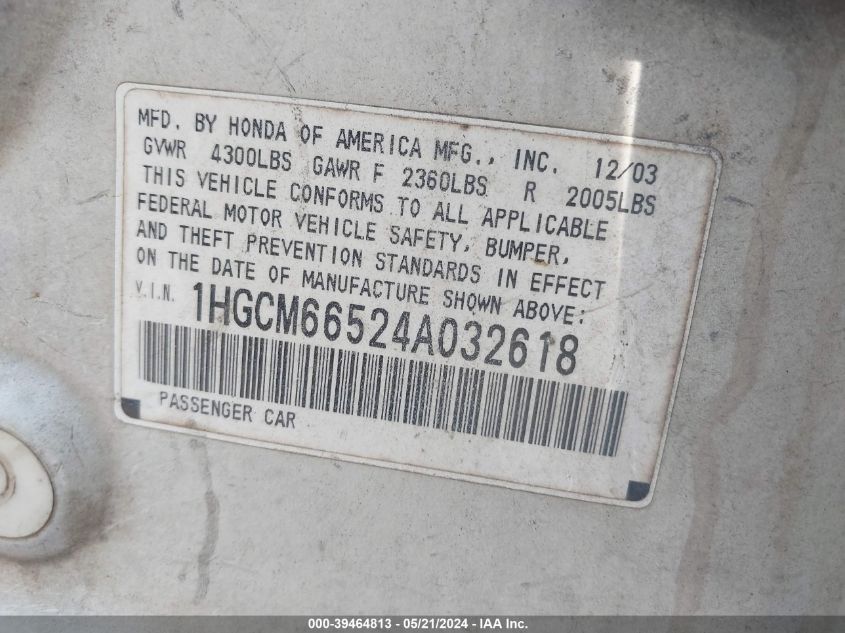 MFD. BY HONDA OF AMERICA MFG., INC. 12/03
GVWR 4300LBS GAWR F 2360LBS R 2005LBS
THIS VEHICLE CONFORMS TO ALL APPLICABLE
FEDERAL MOTOR VEHICLE SAFETY, BUMPER,
AND THEFT PREVENTION STANDARDS IN EFFECT
ON THE DATE OF MANUFACTURE SHOWN ABOVE:
V.I.N. 1HGCM66524A032618
PASSENGER CAR
000-39464813 - 05/21/2024 - IAA Inc.